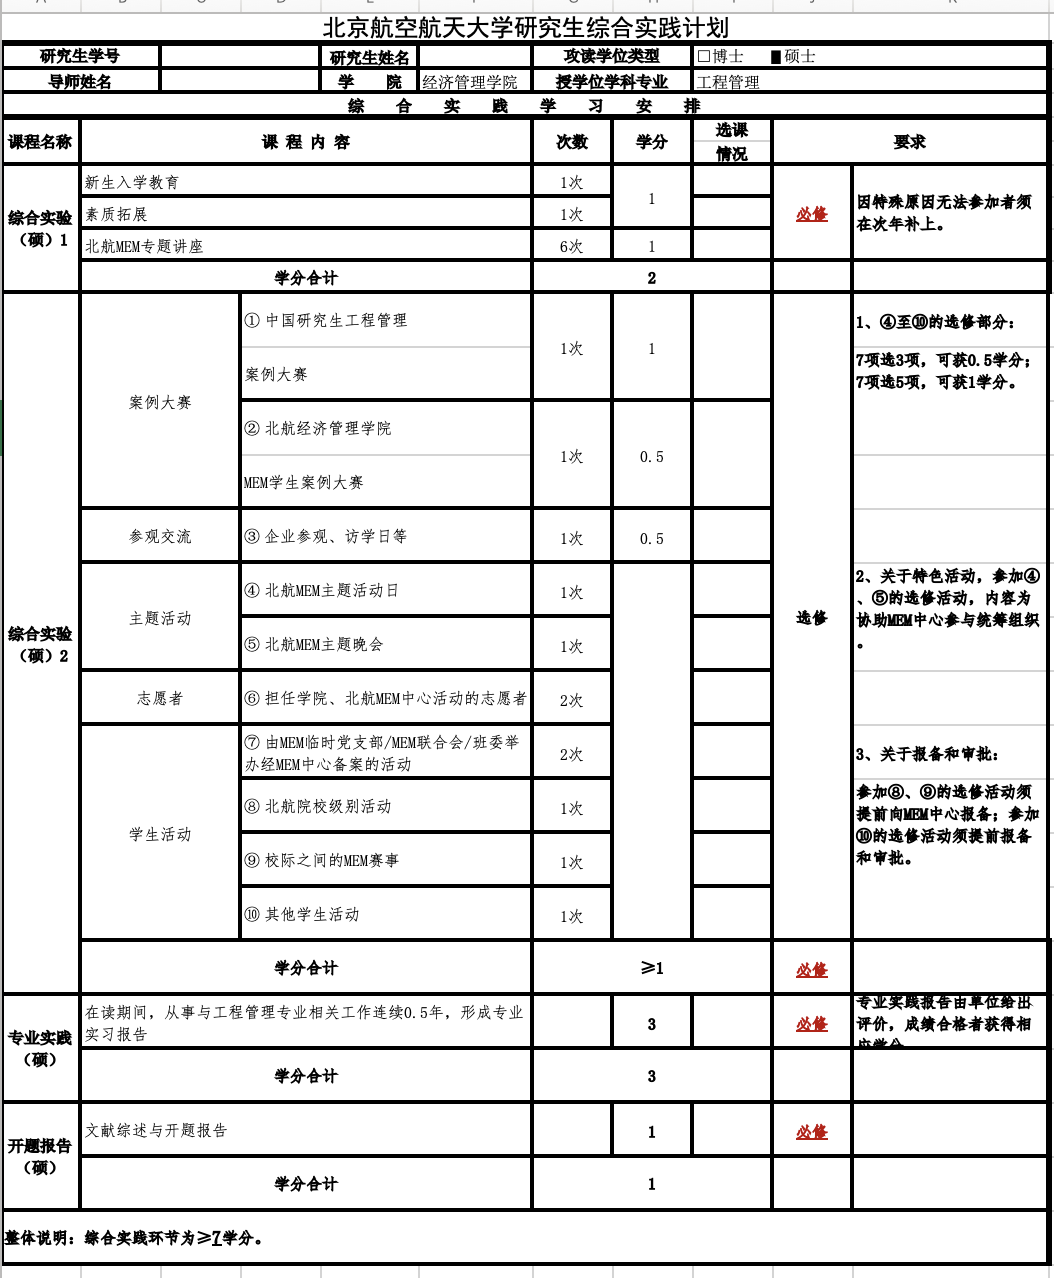 北京航空航天大学研究生综合实践计划
研究生学号 研究生姓名 攻读学位类型 □博士 ■硕士
导师姓名 学 院 经济管理学院 授学位学科专业 工程管理
综 合 实 践 学 习 安 排
课程名称 课 程 内 容 次数 学分 选课 情况 要求
综合实验
（硕）1
新生入学教育 1次 1
素质拓展 1次
北航MEM专题讲座 6次 1
必修
因特殊原因无法参加者须
在次年补上。
学分合计 2
综合实验
（硕）2
案例大赛
① 中国研究生工程管理
案例大赛
1次 1
② 北航经济管理学院
MEM学生案例大赛
1次 0.5
参观交流 ③ 企业参观、访学日等 1次 0.5
主题活动
④ 北航MEM主题活动日 1次
⑤ 北航MEM主题晚会 1次
志愿者 ⑥ 担任学院、北航MEM中心活动的志愿者 2次
学生活动
⑦ 由MEM临时党支部/MEM联合会/班委举
办经MEM中心备案的活动
2次
⑧ 北航院校级别活动 1次
⑨ 校际之间的MEM赛事 1次
⑩ 其他学生活动 1次
选修
1、④至⑩的选修部分：
7项选3项，可获0.5学分；
7项选5项，可获1学分。
2、关于特色活动，参加④
、⑤的选修活动，内容为
协助MEM中心参与统筹组织
。
3、关于报备和审批：
参加⑧、⑨的选修活动须
提前向MEM中心报备；参加
⑩的选修活动须提前报备
和审批。
学分合计 ≥1 必修
专业实践
（硕）
在读期间，从事与工程管理专业相关工作连续0.5年，形成专业
实习报告
3 必修
专业实践报告由单位给出
评价，成绩合格者获得相
应学分
学分合计 3
开题报告
（硕）
文献综述与开题报告 1 必修
学分合计 1
整体说明：综合实践环节为≥7学分。